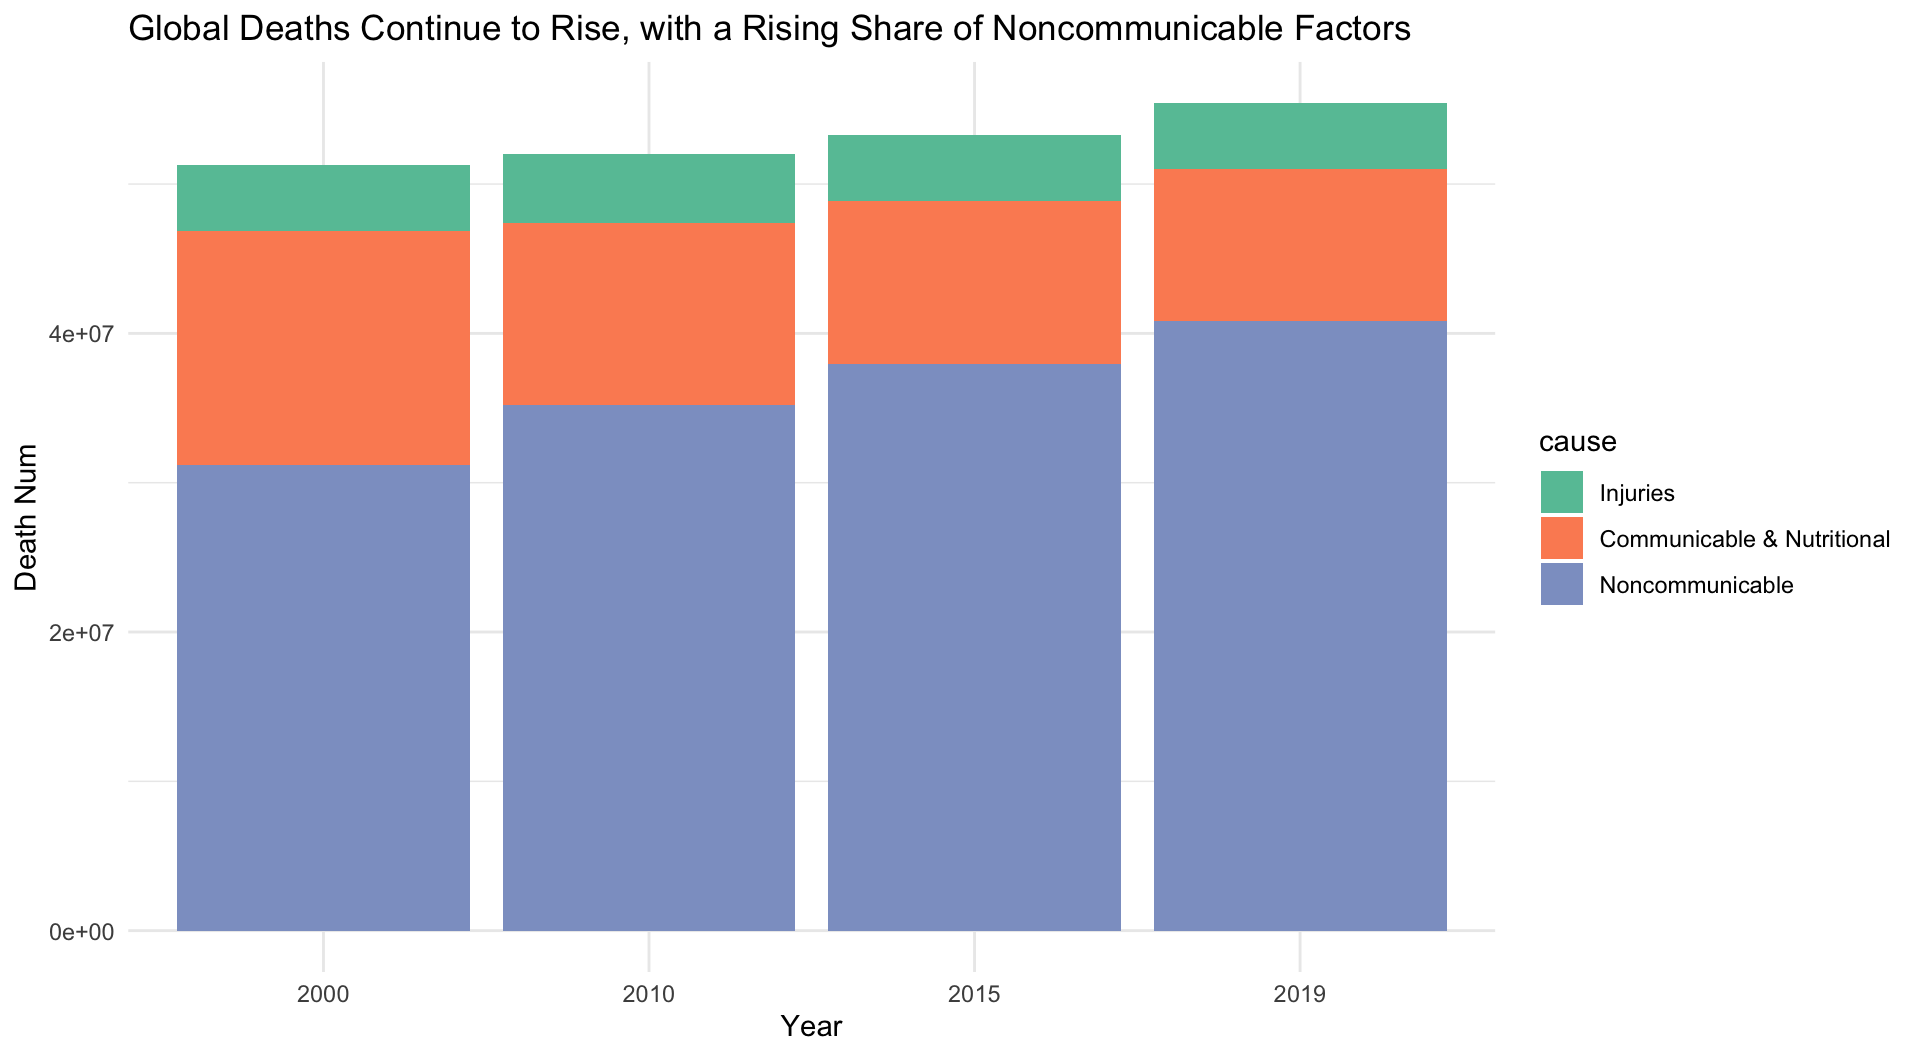 Global Deaths Continue to Rise, with a Rising Share of Noncommunicable Factors
Death Num
4e+07
2e+07
0e+00
2000
2010
2015
2019
Year
cause
Injuries
Communicable & Nutritional
Noncommunicable